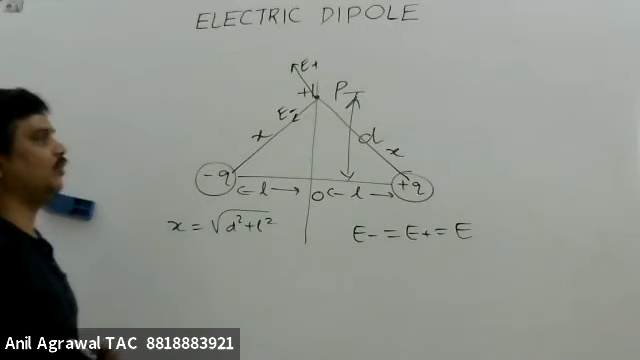 ELECTRIC DIPOLE
E+
+1 P
E-
x d x
-q l O l +q
x = √d²+l²
E- = E+ = E
Anil Agrawal TAC 8818883921